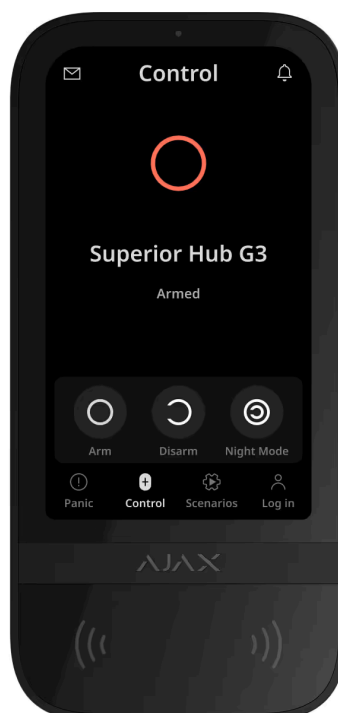 Control
Superior Hub G3
Armed
Arm Disarm Night Mode
Panic Control Scenarios Log in
AJAX